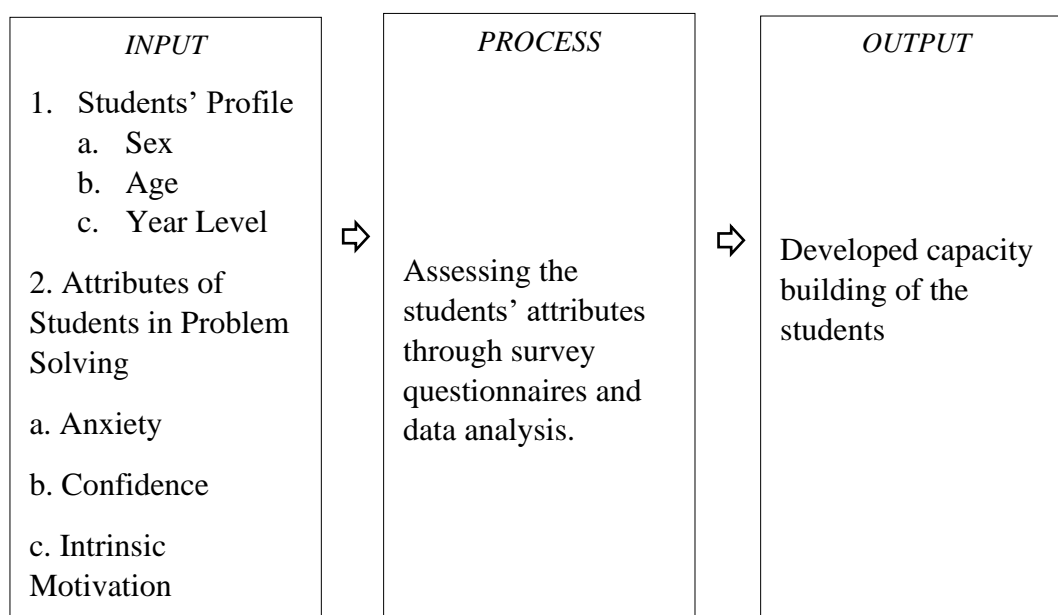 INPUT
1. Students’ Profile
a. Sex
b. Age
c. Year Level
2. Attributes of
Students in Problem
Solving
a. Anxiety
b. Confidence
c. Intrinsic
Motivation
PROCESS
Assessing the
students’ attributes
through survey
questionnaires and
data analysis.
OUTPUT
Developed capacity
building of the
students